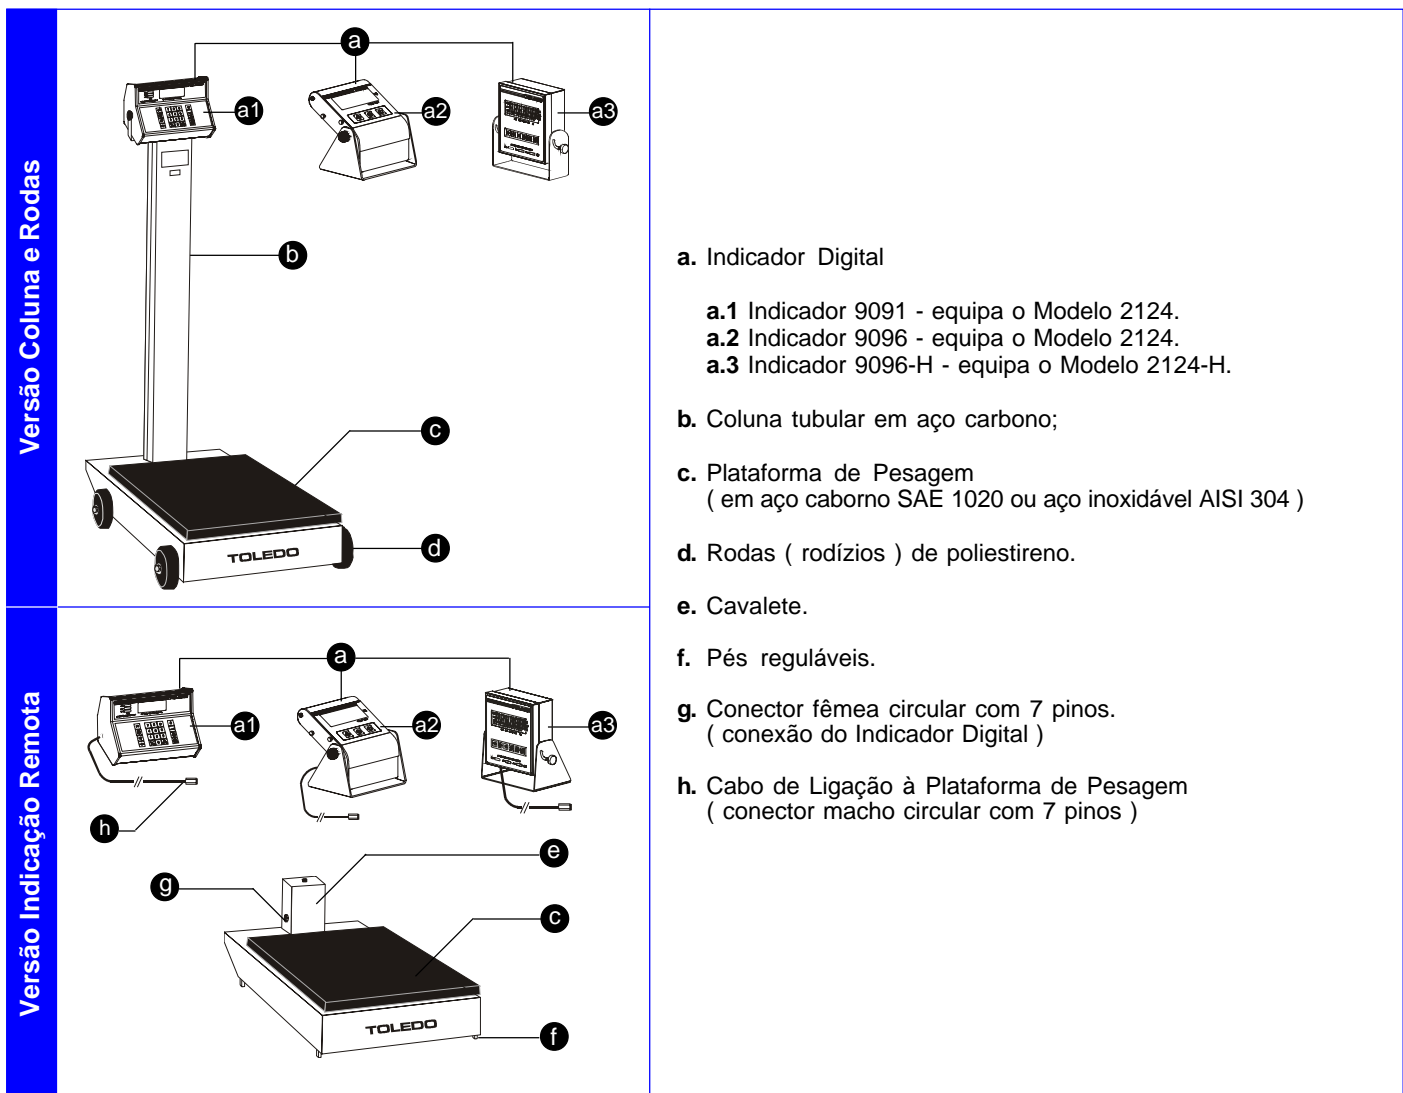 Versão Coluna e Rodas
a
a1
a2
a3
b
c
TOLEDO
d
Versão Indicação Remota
a
a1
a2
a3
h
e
g
c
TOLEDO
f
a. Indicador Digital
a.1 Indicador 9091 - equipa o Modelo 2124.
a.2 Indicador 9096 - equipa o Modelo 2124.
a.3 Indicador 9096-H - equipa o Modelo 2124-H.
b. Coluna tubular em aço carbono;
c. Plataforma de Pesagem
( em aço caborno SAE 1020 ou aço inoxidável AISI 304 )
d. Rodas ( rodízios ) de poliestireno.
e. Cavalete.
f. Pés reguláveis.
g. Conector fêmea circular com 7 pinos.
( conexão do Indicador Digital )
h. Cabo de Ligação à Plataforma de Pesagem
( conector macho circular com 7 pinos )